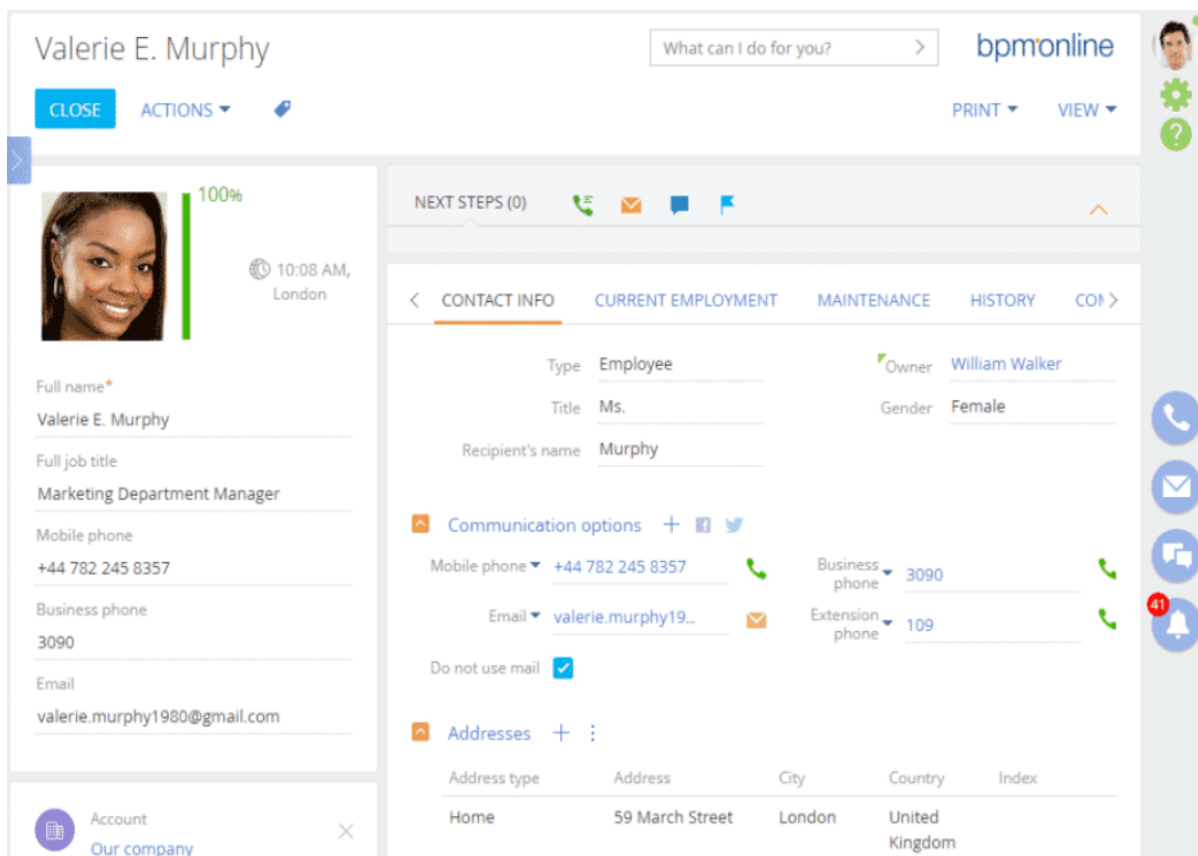 Valerie E. Murphy
What can I do for you?
bpm'online
CLOSE
ACTIONS
PRINT
VIEW
100%
10:08 AM,
London
Full name*
Valerie E. Murphy
Full job title
Marketing Department Manager
Mobile phone
+44 782 245 8357
Business phone
3090
Email
valerie.murphy1980@gmail.com
Account
Our company
NEXT STEPS (0)
CONTACT INFO
CURRENT EMPLOYMENT
MAINTENANCE
HISTORY
Type Employee
Owner William Walker
Title Ms.
Gender Female
Recipient's name Murphy
Communication options
Mobile phone +44 782 245 8357
Business
phone
3090
Email valerie.murphy19...
Extension
phone
109
Do not use mail
Addresses
Address type Address City Country Index
Home 59 March Street London United
Kingdom
?
41